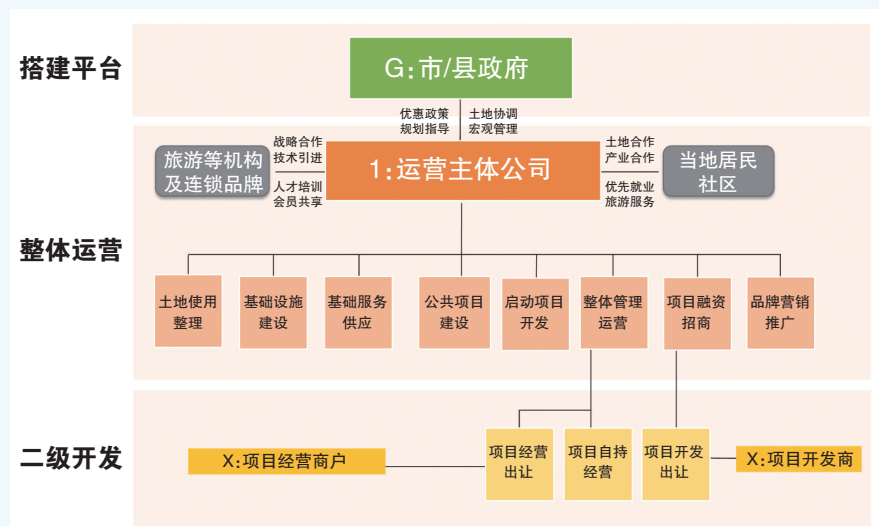 搭建平台
G:市/县政府
优惠政策
规划指导
土地协调
宏观管理
整体运营
旅游等机构
及连锁品牌
战略合作
技术引进
人才培训
会员共享
1:运营主体公司
土地合作
产业合作
优先就业
旅游服务
当地居民
社区
土地使用
整理
基础设施
建设
基础服务
供应
公共项目
建设
启动项目
开发
整体管理
运营
项目融资
招商
品牌营销
推广
二级开发
X:项目经营商户
项目经营
出让
项目自持
经营
项目开发
出让
X:项目开发商